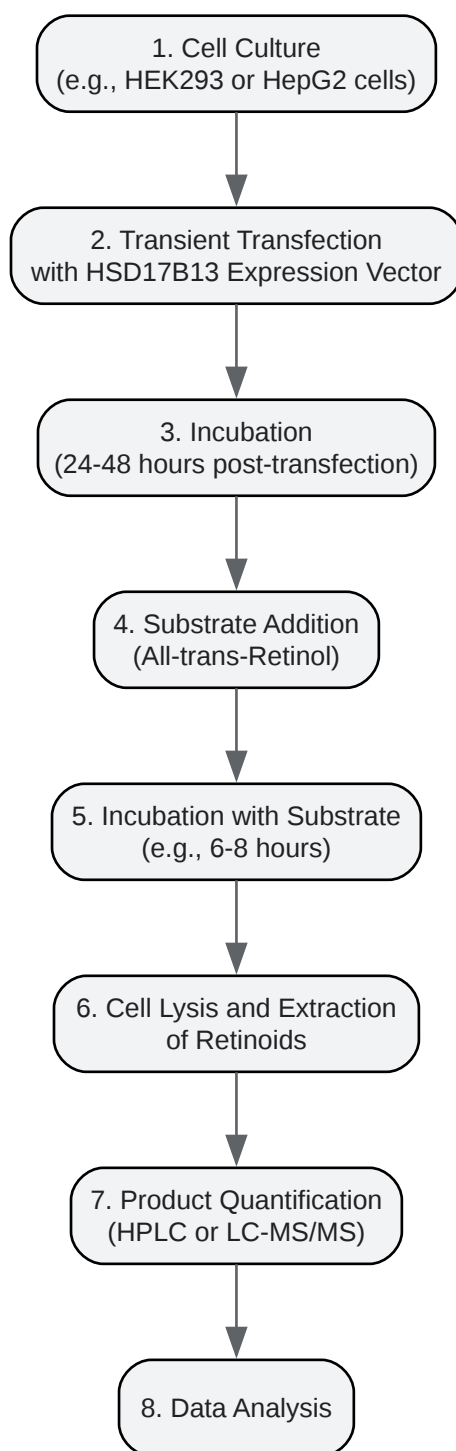 1. Cell Culture
(e.g., HEK293 or HepG2 cells)
2. Transient Transfection
with HSD17B13 Expression Vector
3. Incubation
(24-48 hours post-transfection)
4. Substrate Addition
(All-trans-Retinol)
5. Incubation with Substrate
(e.g., 6-8 hours)
6. Cell Lysis and Extraction
of Retinoids
7. Product Quantification
(HPLC or LC-MS/MS)
8. Data Analysis